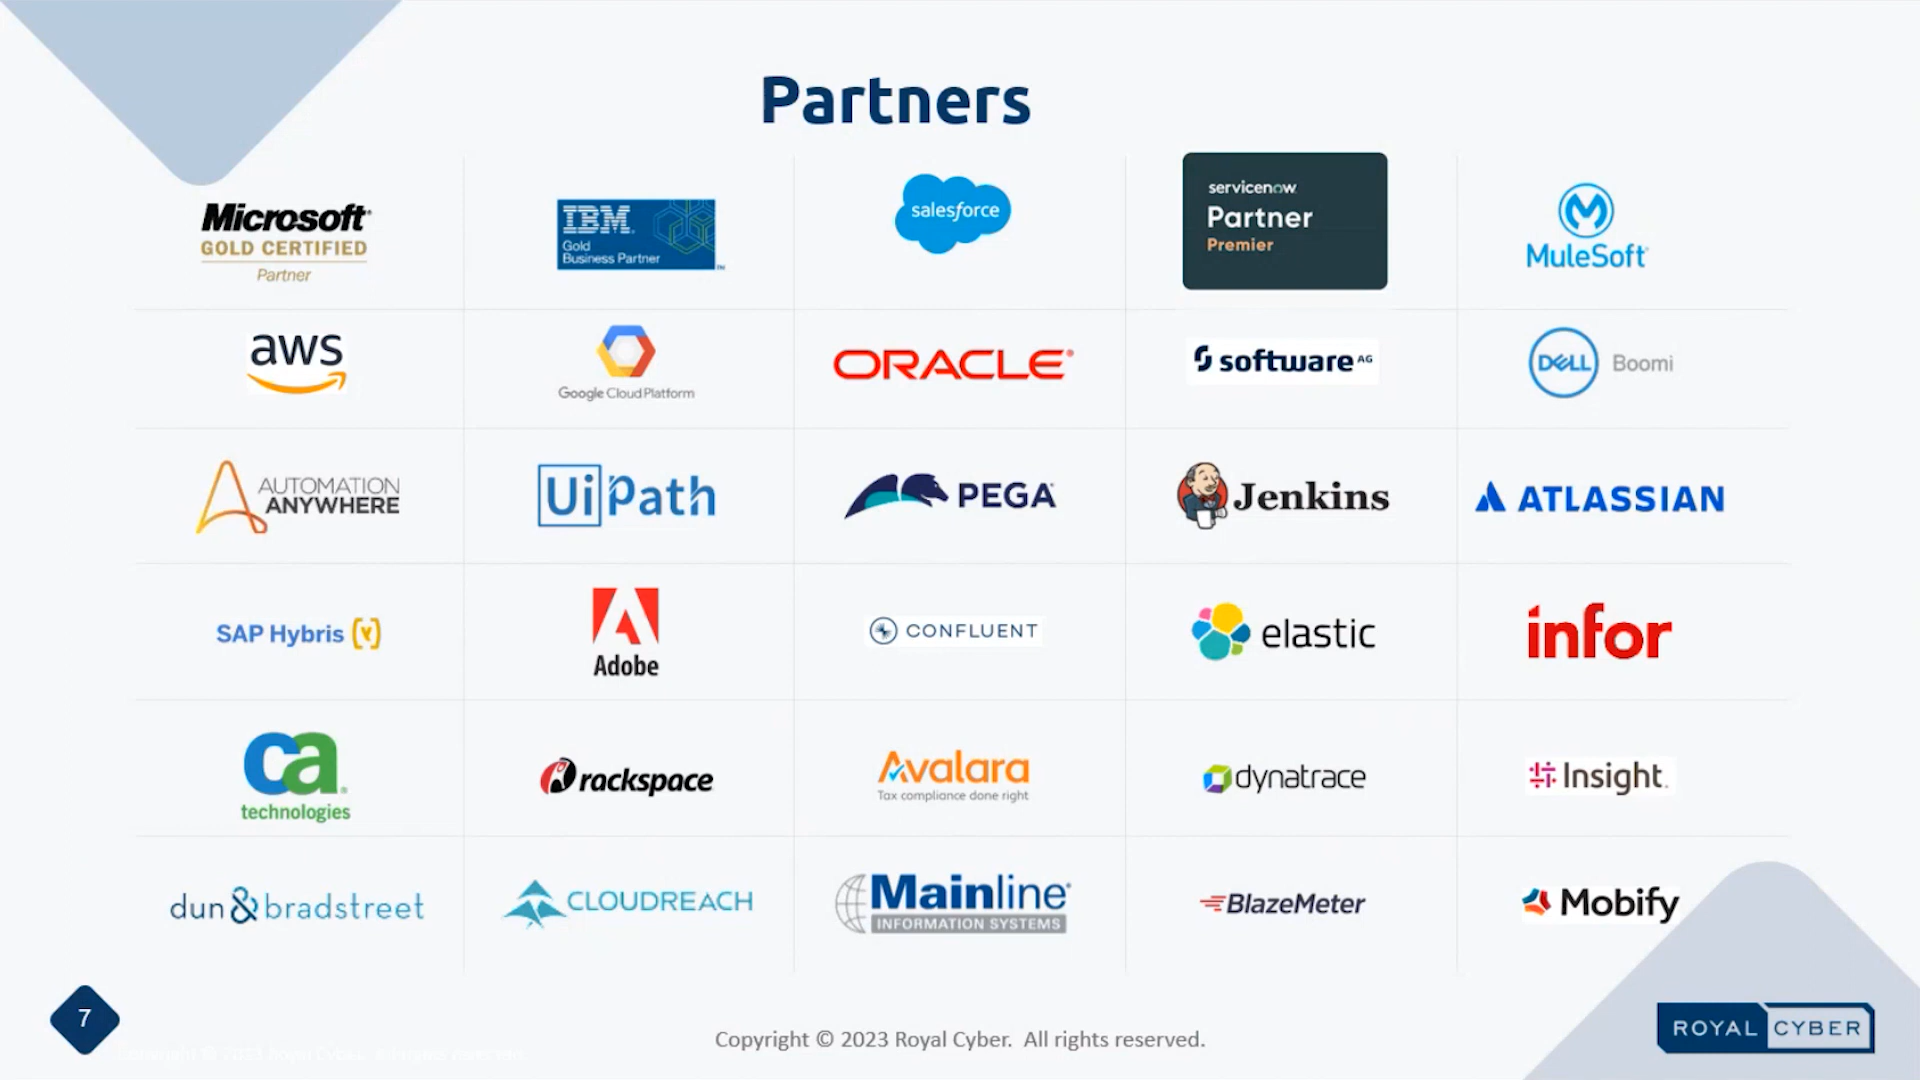 Partners
Microsoft
GOLD CERTIFIED
Partner
IBM
Gold
Business Partner
TM
salesforce
servicenow
Partner
Premier
MuleSoft
aws
Google Cloud Platform
ORACLE
software AG
DELL Boomi
AUTOMATION
ANYWHERE
UiPath
PEGA
Jenkins
ATLASSIAN
SAP Hybris
Adobe
CONFLUENT
elastic
infor
ca
technologies
rackspace
Avalara
Tax compliance done right
dynatrace
Insight.
dun & bradstreet
CLOUDREACH
Mainline
INFORMATION SYSTEMS
BlazeMeter
Mobify
7
Copyright © 2023 Royal Cyber. All rights reserved.
ROYAL CYBER